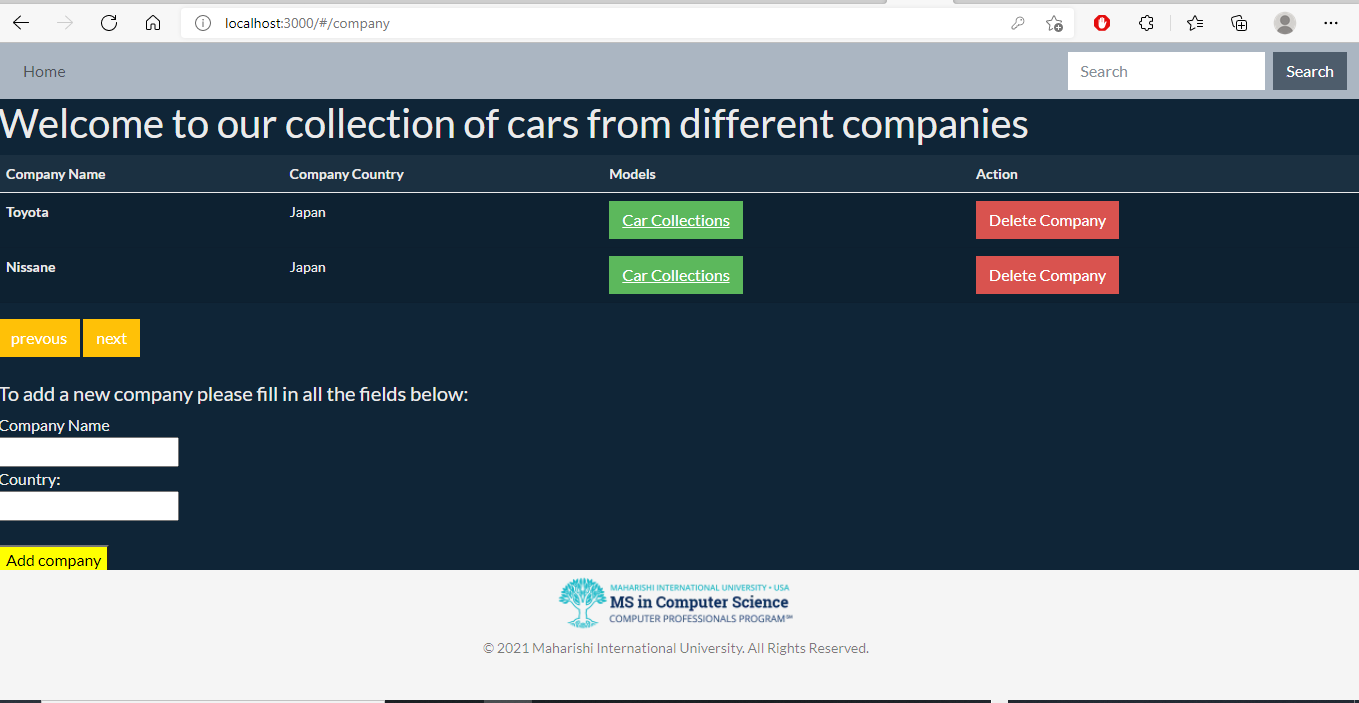 localhost:3000/#/company
Home Search Search
Welcome to our collection of cars from different companies
Company Name Company Country Models Action
Toyota Japan Car Collections Delete Company
Nissane Japan Car Collections Delete Company
prevous next
To add a new company please fill in all the fields below:
Company Name
Country:
Add company
MAHARISHI INTERNATIONAL UNIVERSITY • USA
MS in Computer Science
COMPUTER PROFESSIONALS PROGRAM℠
© 2021 Maharishi International University. All Rights Reserved.